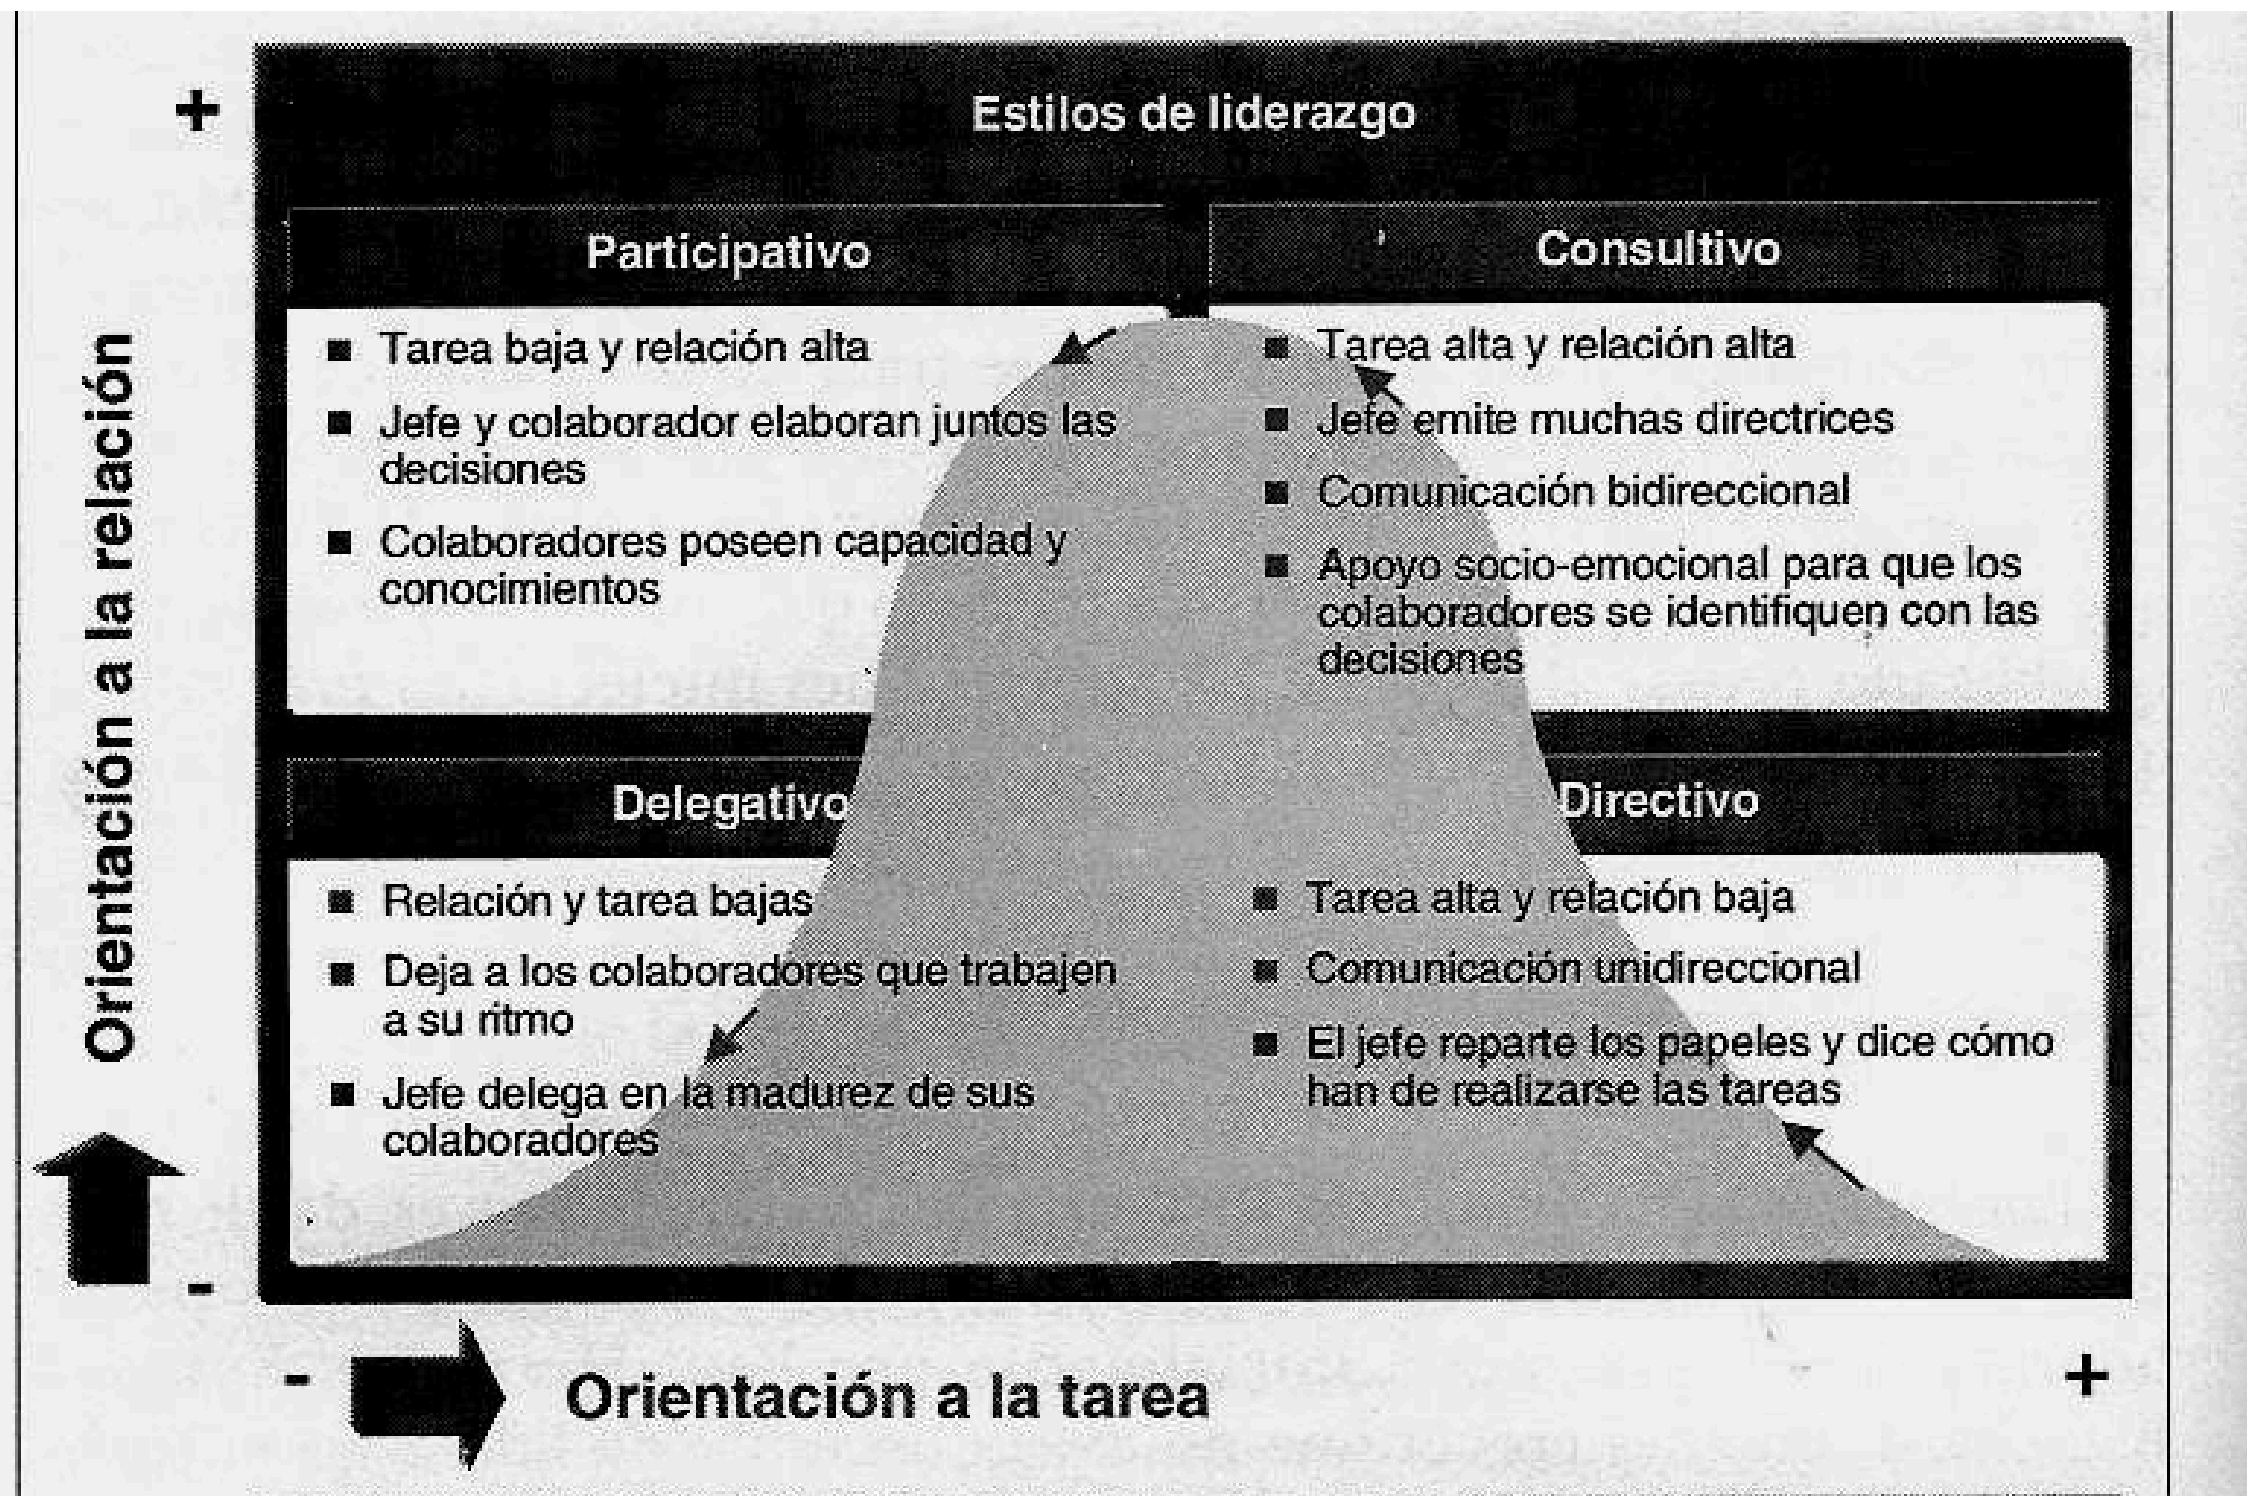 +
Estilos de liderazgo
Participativo
■ Tarea baja y relación alta
■ Jefe y colaborador elaboran juntos las
decisiones
■ Colaboradores poseen capacidad y
conocimientos
Consultivo
■ Tarea alta y relación alta
■ Jefe emite muchas directrices
■ Comunicación bidireccional
■ Apoyo socio-emocional para que los
colaboradores se identifiquen con las
decisiones
Delegativo
■ Relación y tarea bajas
■ Deja a los colaboradores que trabajen
a su ritmo
■ Jefe delega en la madurez de sus
colaboradores
Directivo
■ Tarea alta y relación baja
■ Comunicación unidireccional
■ El jefe reparte los papeles y dice cómo
han de realizarse las tareas
Orientación a la relación
-
-
Orientación a la tarea
+